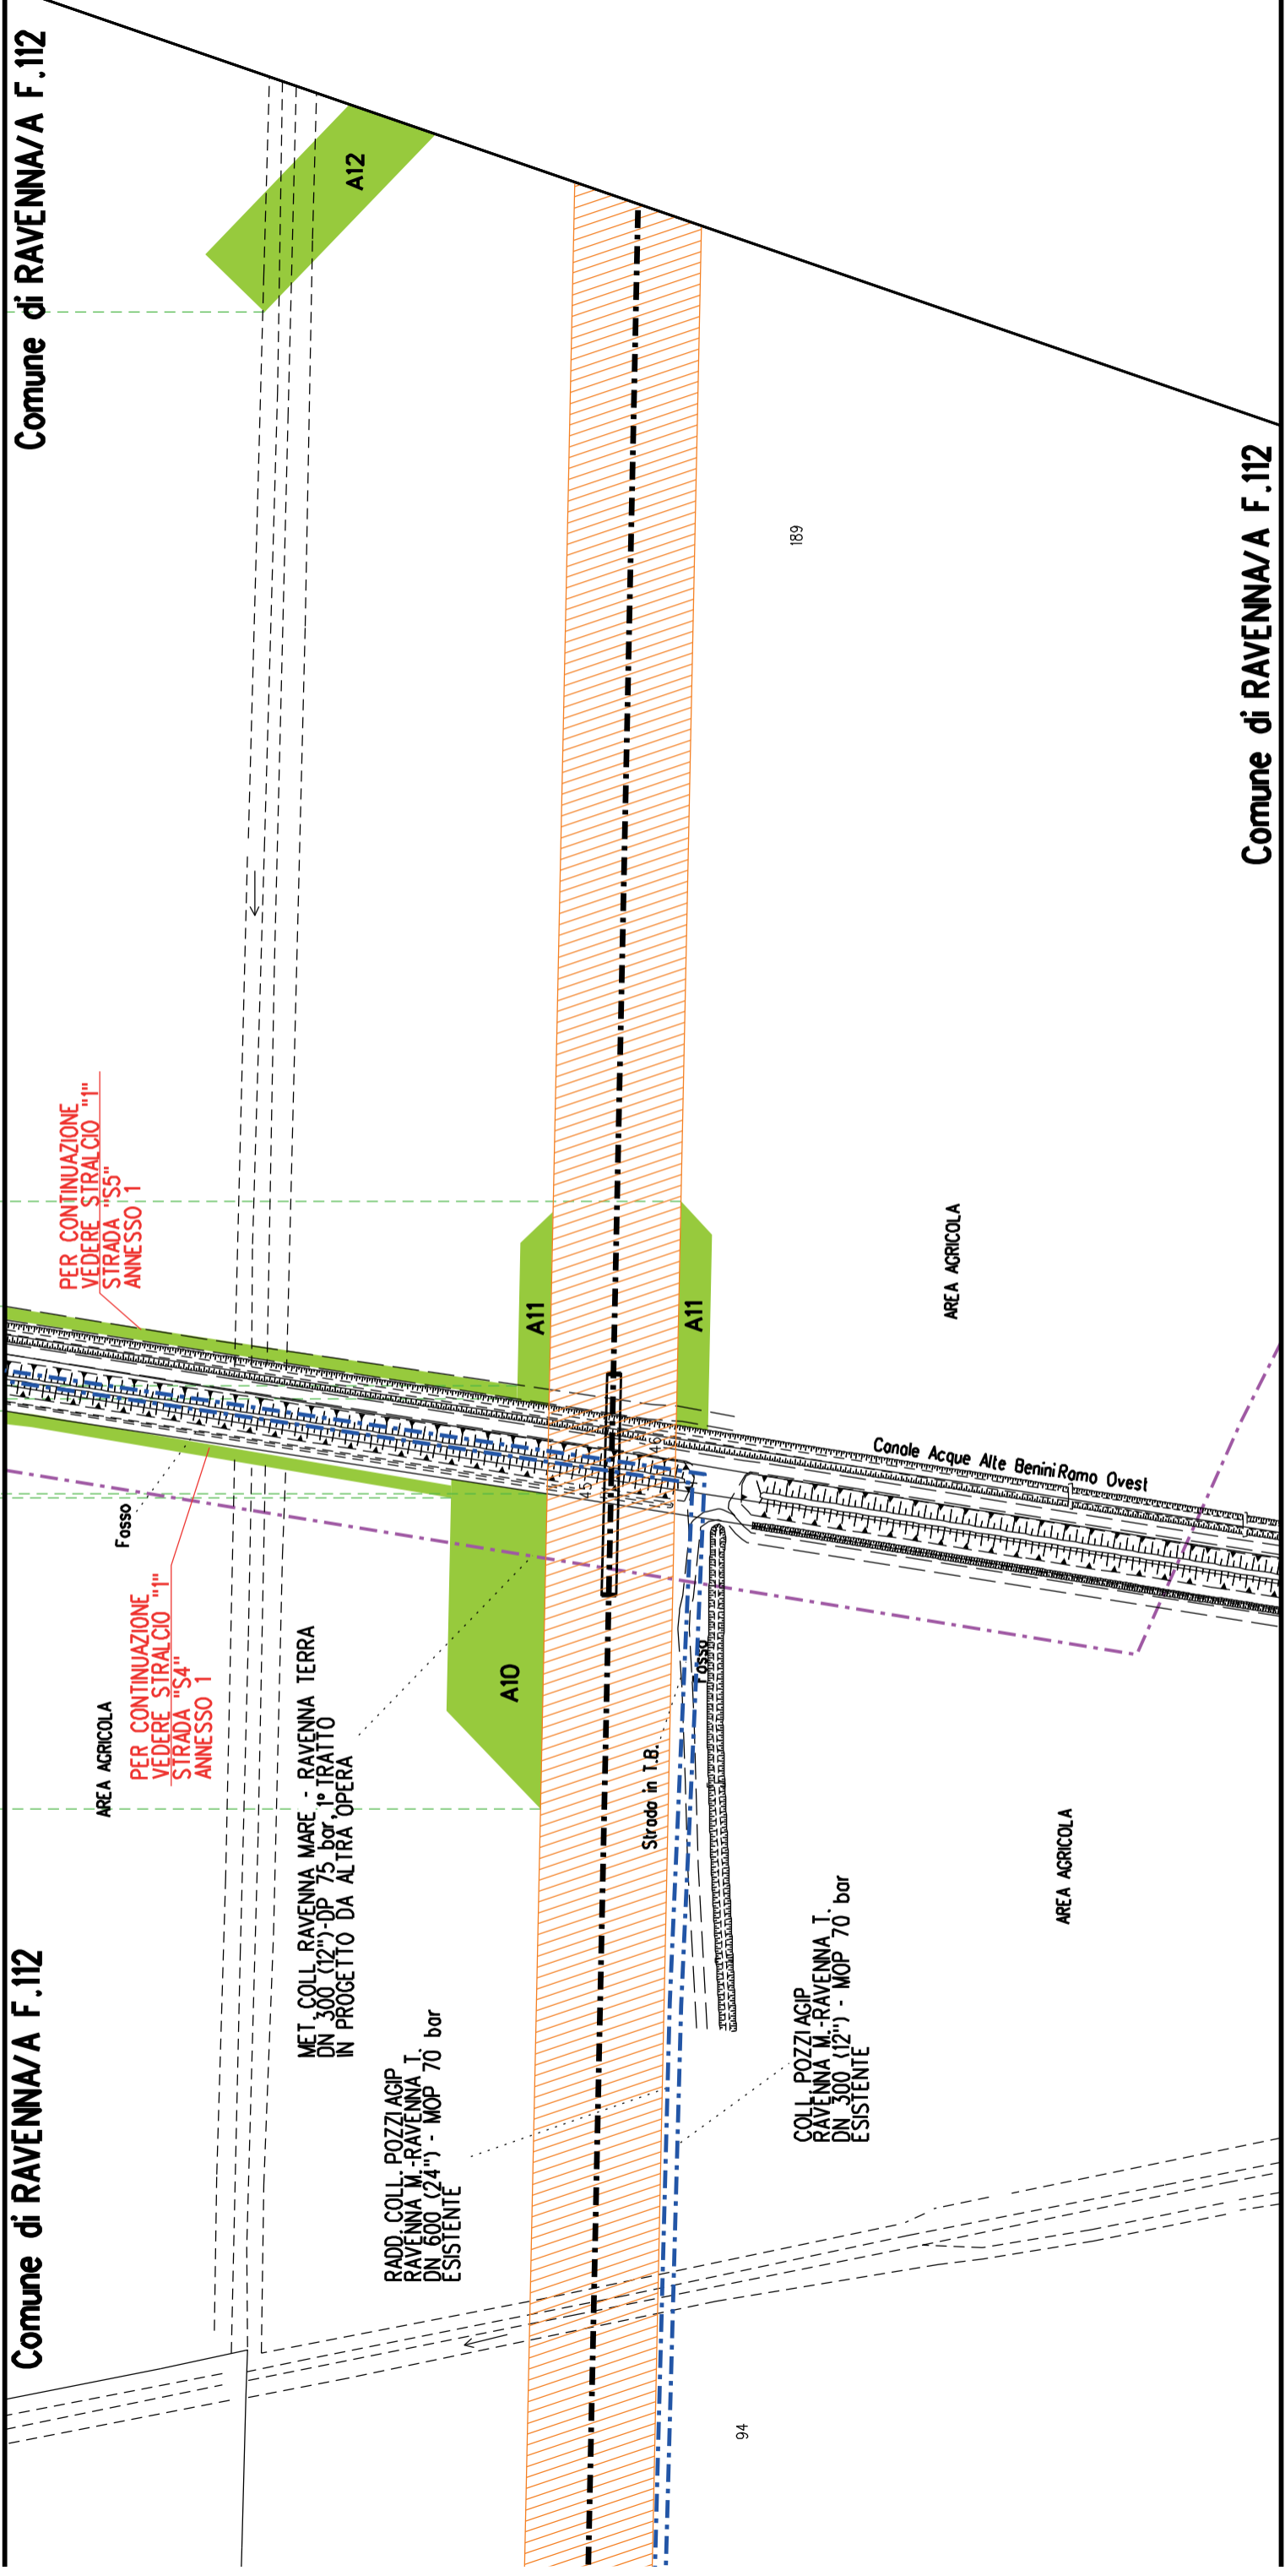 Comune di RAVENNA/A F.112
Comune di RAVENNA/A F.112
Comune di RAVENNA/A F.112
A12
189
PER CONTINUAZIONE
VEDERE STRALCIO "1"
STRADA "S5"
ANNESSO 1
A11
A11
AREA AGRICOLA
Canale Acque Alte Benini Ramo Ovest
45
46
Fosso
PER CONTINUAZIONE
VEDERE STRALCIO "1"
STRADA "S4"
ANNESSO 1
AREA AGRICOLA
A10
Fosso
Strada in T.B.
MET. COLL. RAVENNA MARE - RAVENNA TERRA
DN 300 (12")-DP 75 bar, 1° TRATTO
IN PROGETTO DA ALTRA OPERA
AREA AGRICOLA
RADD. COLL. POZZI AGIP
RAVENNA M.-RAVENNA T.
DN 600 (24") - MOP 70 bar
ESISTENTE
COLL. POZZI AGIP
RAVENNA M.-RAVENNA T.
DN 300 (12") - MOP 70 bar
ESISTENTE
94